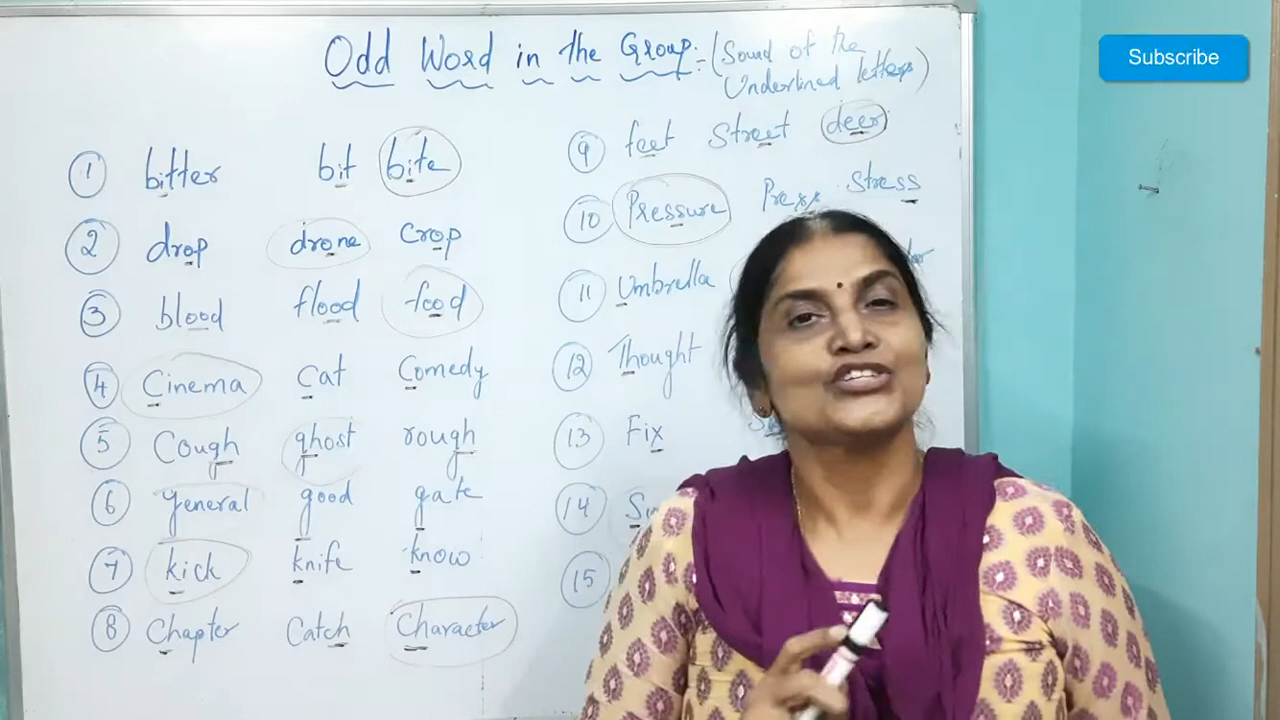 Subscribe
Odd Word in the Group:- (Sound of the
Underlined letters)
1 bitter bit bite
2 drop drone crop
3 blood flood food
4 Cinema Cat Comedy
5 Cough ghost rough
6 general good gate
7 kick knife know
8 Chapter Catch Character
9 feet Street deer
10 Pressure Press Stress
11 Umbrella
12 Thought
13 Fix
14
15